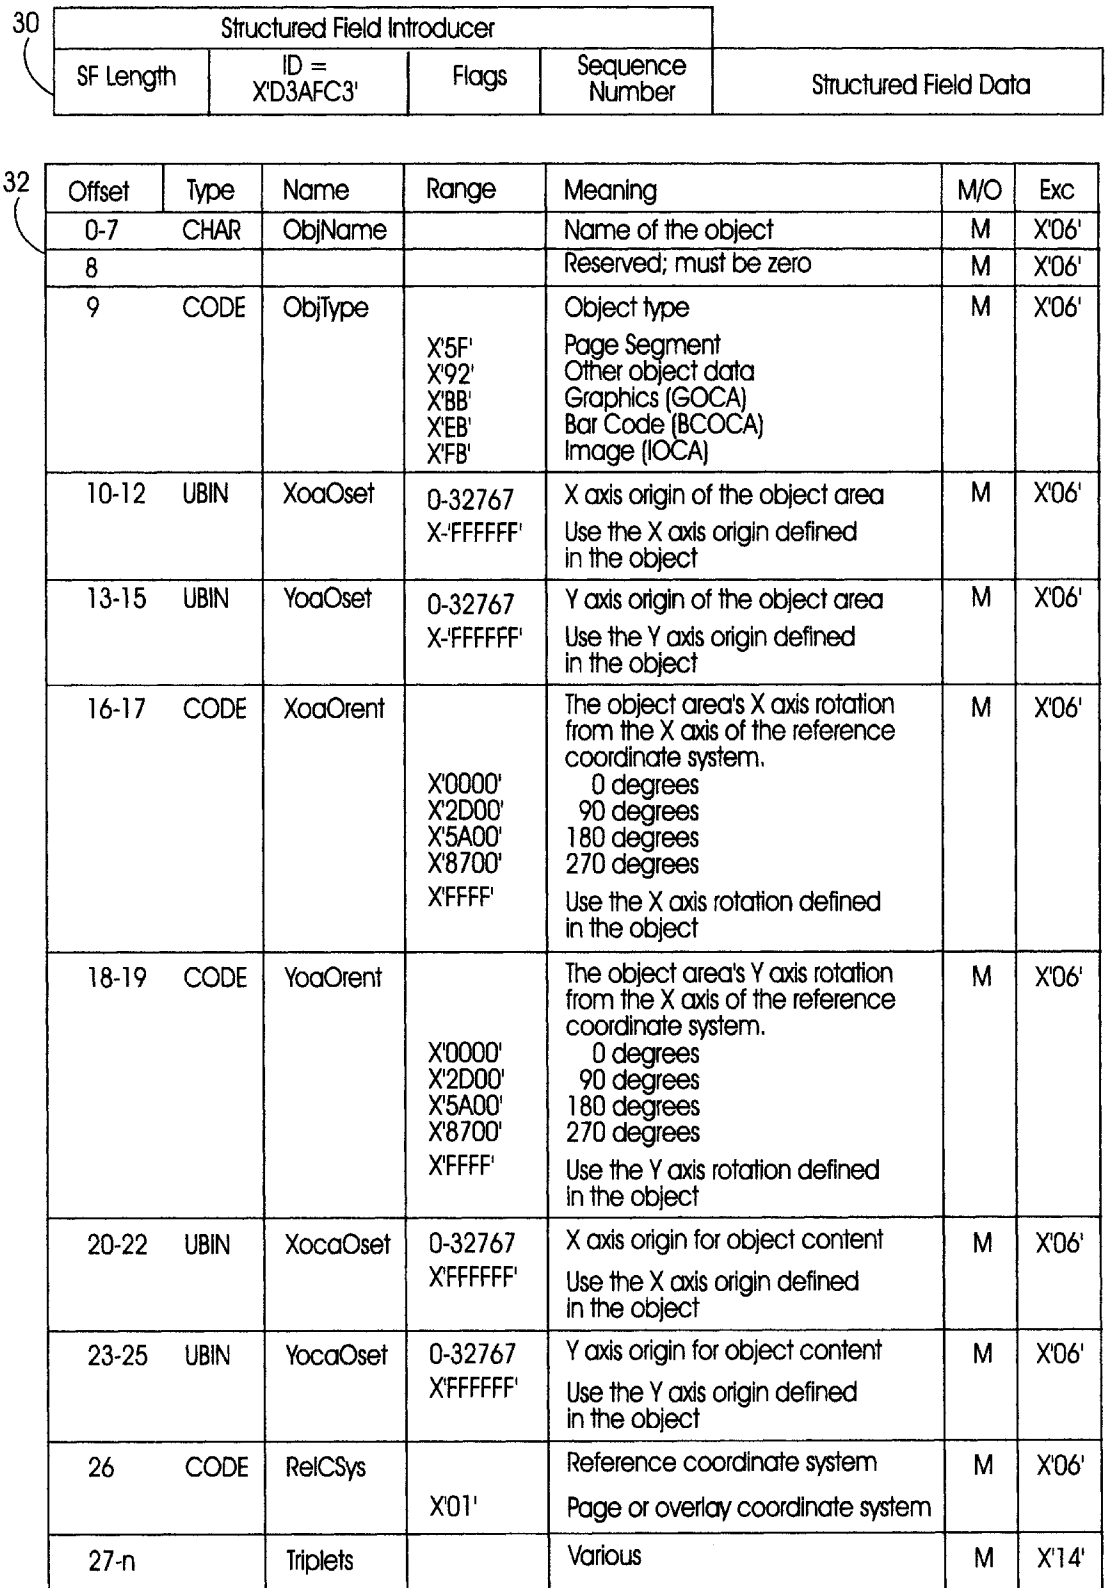 30
Structured Field Introducer
SF Length ID = X'D3AFC3' Flags Sequence Number Structured Field Data
32
Offset Type Name Range Meaning M/O Exc
0-7 CHAR ObjName Name of the object M X'06'
8 Reserved; must be zero M X'06'
9 CODE ObjType Object type M X'06'
X'5F' Page Segment
X'92' Other object data
X'BB' Graphics (GOCA)
X'EB' Bar Code (BCOCA)
X'FB' Image (IOCA)
10-12 UBIN XoaOset 0-32767 X axis origin of the object area M X'06'
X-'FFFFFF' Use the X axis origin defined
in the object
13-15 UBIN YoaOset 0-32767 Y axis origin of the object area M X'06'
X-'FFFFFF' Use the Y axis origin defined
in the object
16-17 CODE XoaOrent The object area's X axis rotation M X'06'
from the X axis of the reference
coordinate system.
X'0000' 0 degrees
X'2D00' 90 degrees
X'5A00' 180 degrees
X'8700' 270 degrees
X'FFFF' Use the X axis rotation defined
in the object
18-19 CODE YoaOrent The object area's Y axis rotation M X'06'
from the X axis of the reference
coordinate system.
X'0000' 0 degrees
X'2D00' 90 degrees
X'5A00' 180 degrees
X'8700' 270 degrees
X'FFFF' Use the Y axis rotation defined
in the object
20-22 UBIN XocaOset 0-32767 X axis origin for object content M X'06'
X'FFFFFF' Use the X axis origin defined
in the object
23-25 UBIN YocaOset 0-32767 Y axis origin for object content M X'06'
X'FFFFFF' Use the Y axis origin defined
in the object
26 CODE RelCSys Reference coordinate system M X'06'
X'01' Page or overlay coordinate system
27-n Triplets Various M X'14'